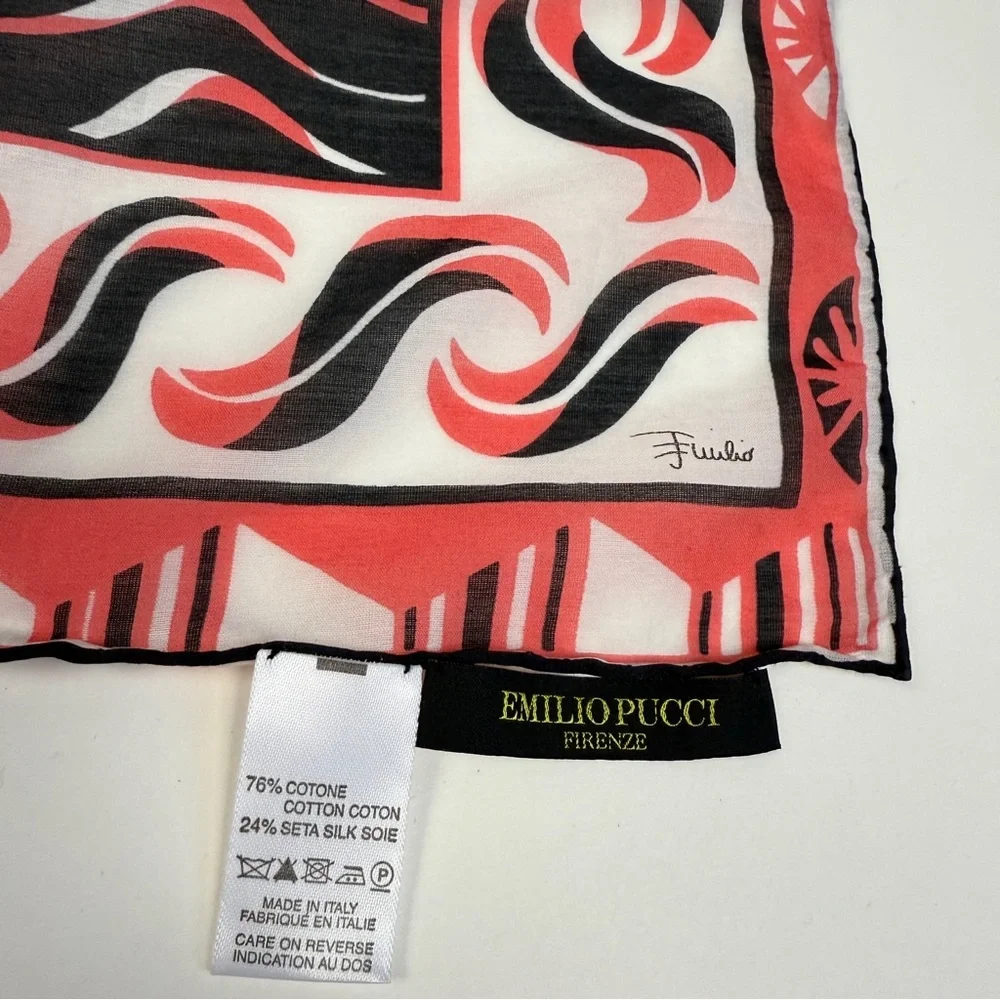 Emilio
EMILIO PUCCI
FIRENZE
76% COTONE
COTTON COTON
24% SETA SILK SOIE
P
MADE IN ITALY
FABRIQUE EN ITALIE
CARE ON REVERSE
INDICATION AU DOS